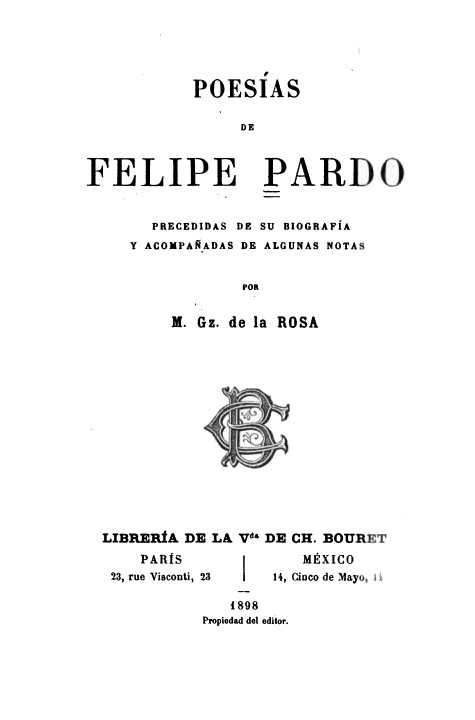 POESÍAS
DE
FELIPE PARDO
PRECEDIDAS DE SU BIOGRAFÍA
Y ACOMPAÑADAS DE ALGUNAS NOTAS
POR
M. Gz. de la ROSA
CB
LIBRERÍA DE LA Vda DE CH. BOURET
PARÍS
23, rue Visconti, 23
MÉXICO
14, Cinco de Mayo, 14
1898
Propiedad del editor.